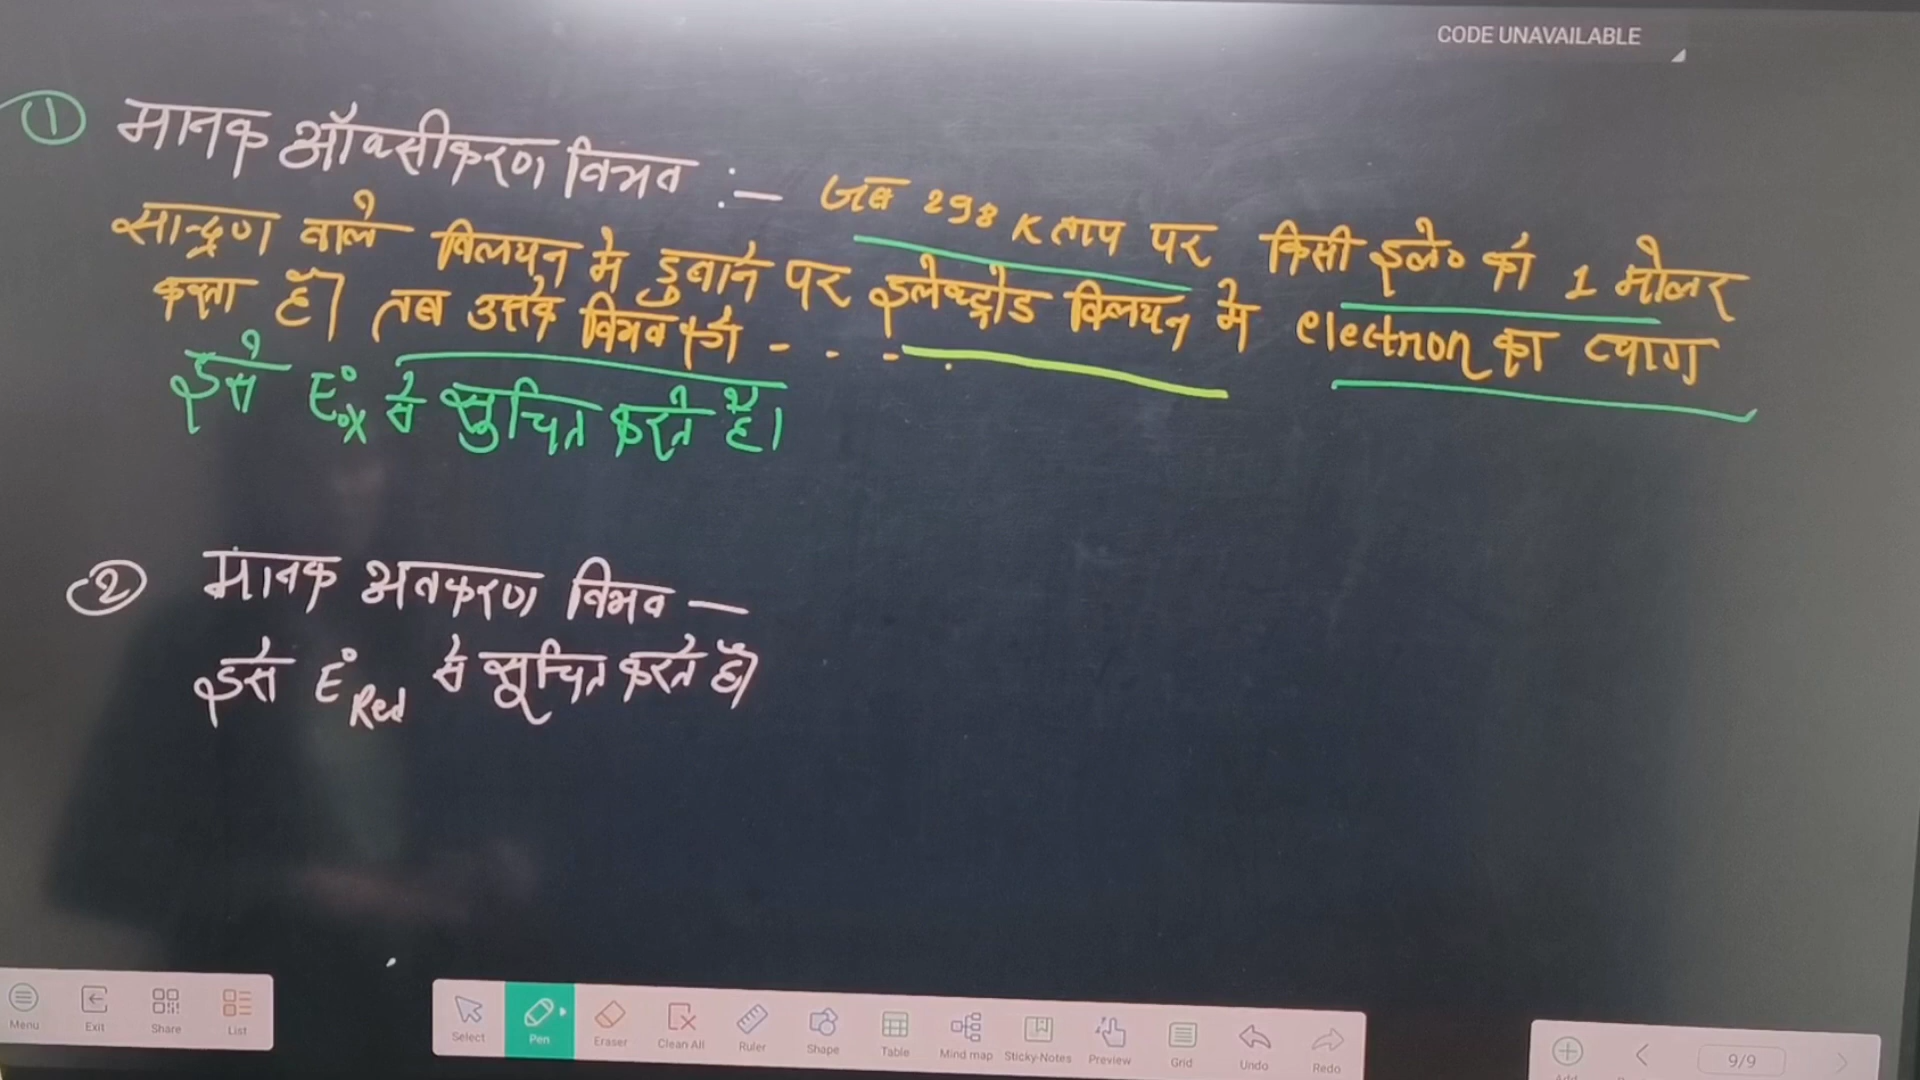 CODE UNAVAILABLE
① मानक ऑक्सीकरण विभव :- जब 298 K ताप पर किसी इले० को 1 मोलर
सान्द्रण वाले विलयन में डुबाने पर इलेक्ट्रोड विलयन में electron का त्याग
करता है। तब उसके विभव को - - - -
इसे E°ox से सूचित करते है।
② मानक अवकरण विभव —
इसे E°Red से सूचित करते है।
Menu Exit Share List Select Pen Eraser Clean All Ruler Shape Table Mind map Sticky-Notes Preview Grid Undo Redo 9/9